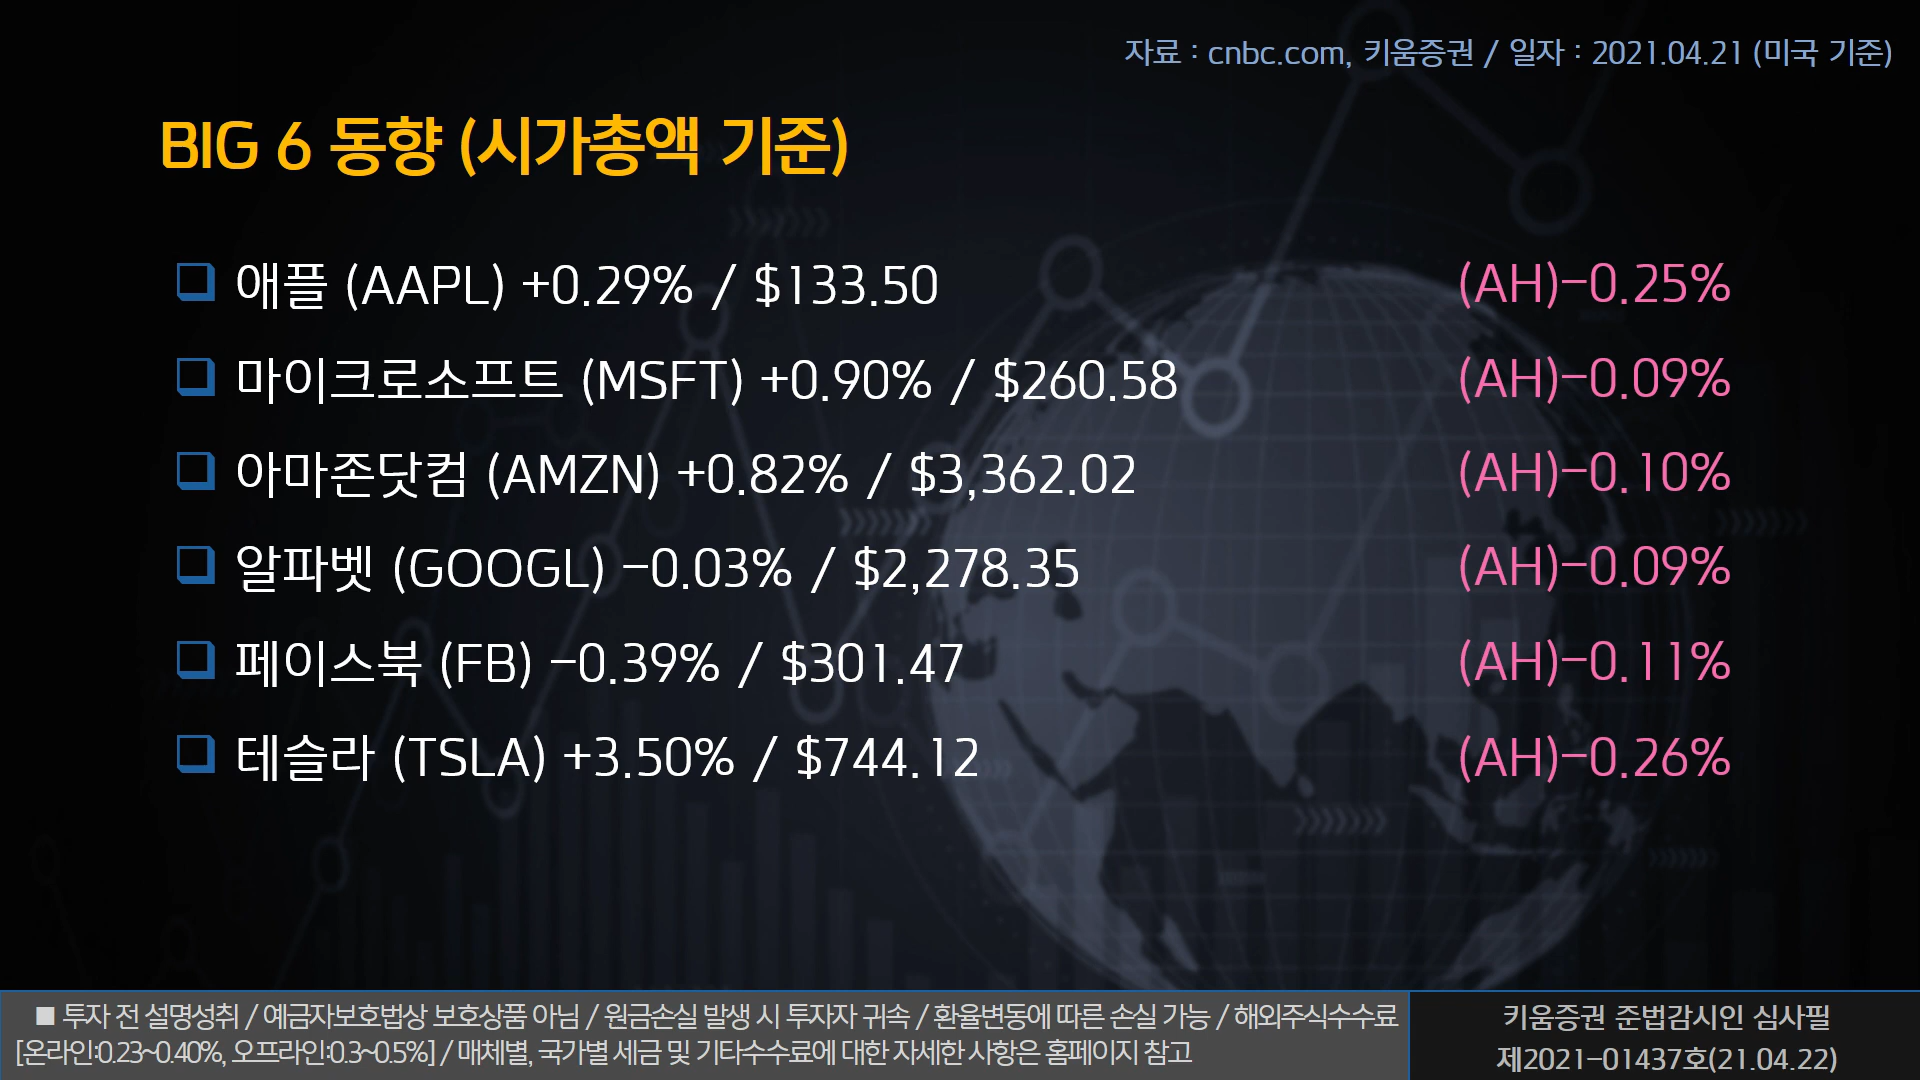 자료 : cnbc.com, 키움증권 / 일자 : 2021.04.21 (미국 기준)
BIG 6 동향 (시가총액 기준)
❑ 애플 (AAPL) +0.29% / $133.50 (AH)-0.25%
❑ 마이크로소프트 (MSFT) +0.90% / $260.58 (AH)-0.09%
❑ 아마존닷컴 (AMZN) +0.82% / $3,362.02 (AH)-0.10%
❑ 알파벳 (GOOGL) -0.03% / $2,278.35 (AH)-0.09%
❑ 페이스북 (FB) -0.39% / $301.47 (AH)-0.11%
❑ 테슬라 (TSLA) +3.50% / $744.12 (AH)-0.26%
■ 투자 전 설명성취 / 예금자보호법상 보호상품 아님 / 원금손실 발생 시 투자자 귀속 / 환율변동에 따른 손실 가능 / 해외주식수수료
[온라인:0.23~0.40%, 오프라인:0.3~0.5%] / 매체별, 국가별 세금 및 기타수수료에 대한 자세한 사항은 홈페이지 참고
키움증권 준법감시인 심사필
제2021-01437호(21.04.22)